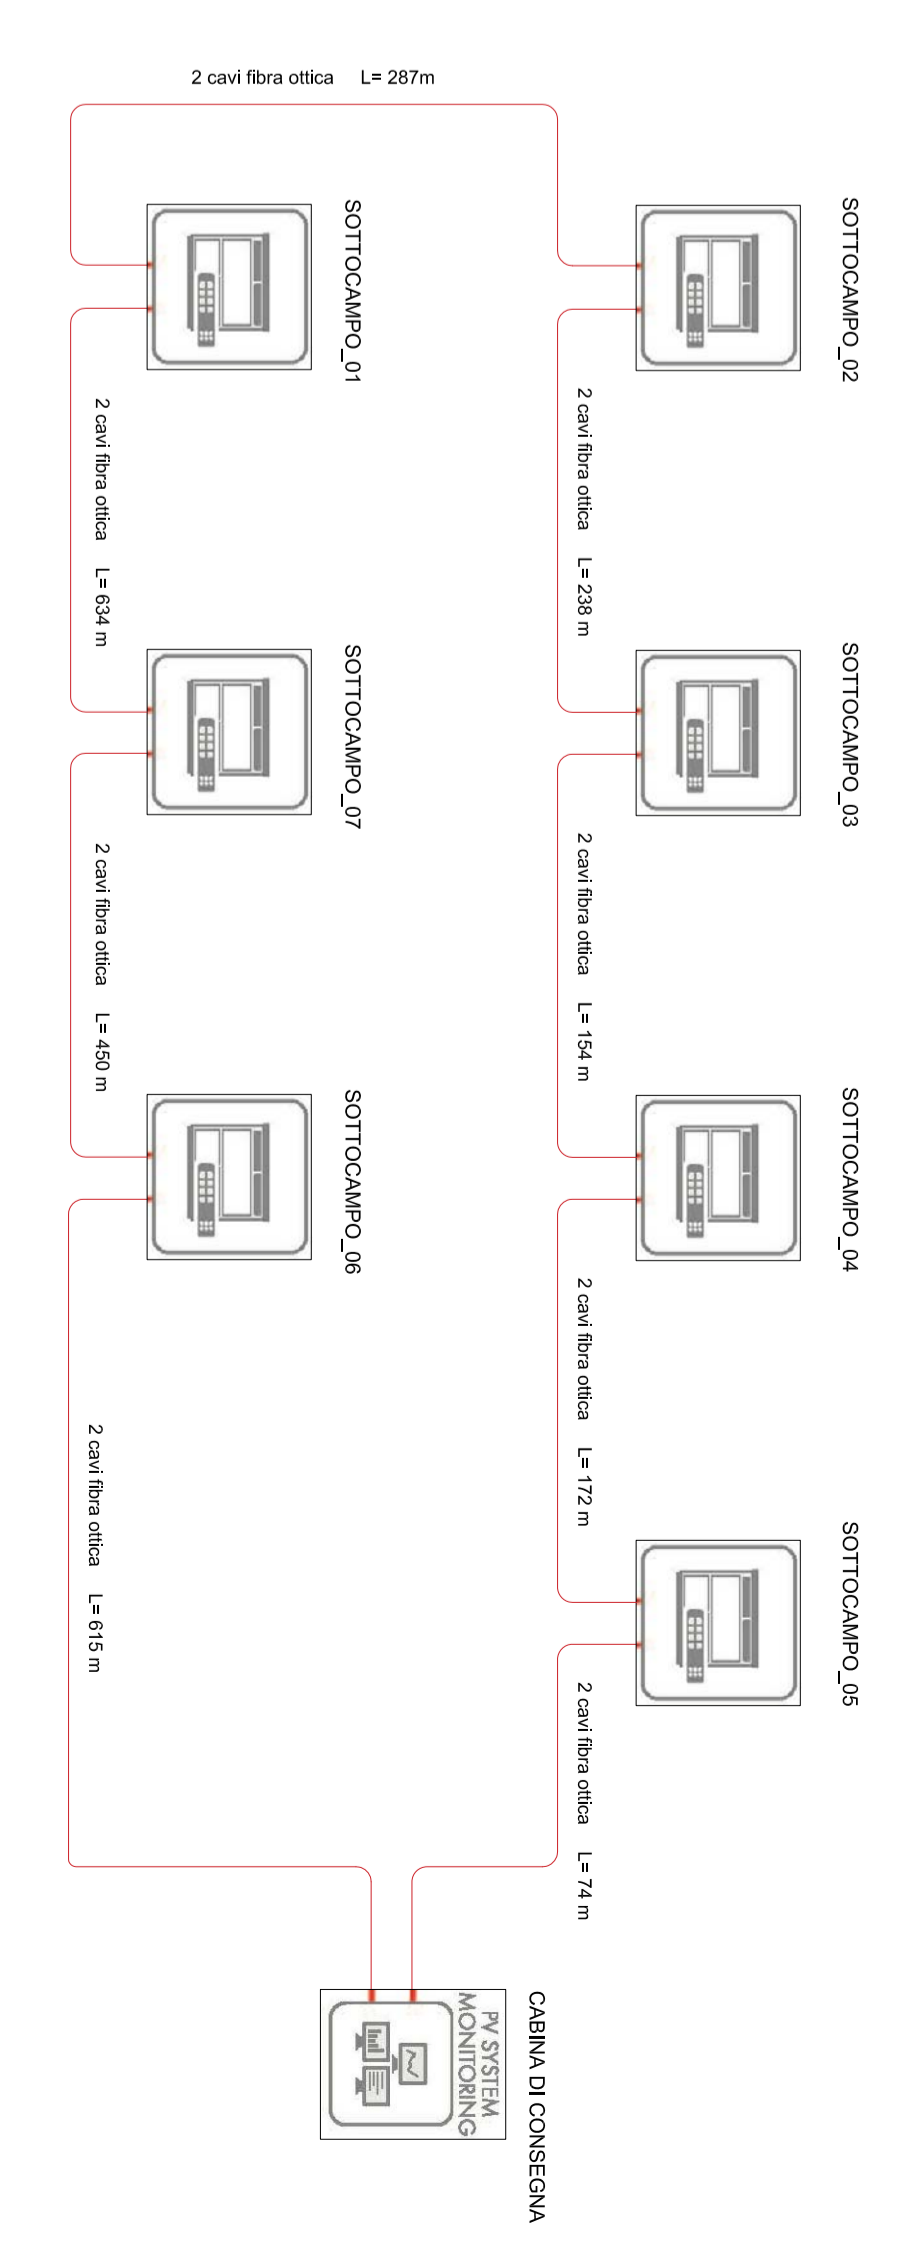 2 cavi fibra ottica L= 287m
SOTTOCAMPO_01
SOTTOCAMPO_02
2 cavi fibra ottica L= 634 m
2 cavi fibra ottica L= 238 m
SOTTOCAMPO_07
SOTTOCAMPO_03
2 cavi fibra ottica L= 450 m
2 cavi fibra ottica L= 154 m
SOTTOCAMPO_06
SOTTOCAMPO_04
2 cavi fibra ottica L= 615 m
2 cavi fibra ottica L= 172 m
SOTTOCAMPO_05
2 cavi fibra ottica L= 74 m
CABINA DI CONSEGNA
PV SYSTEM
MONITORING